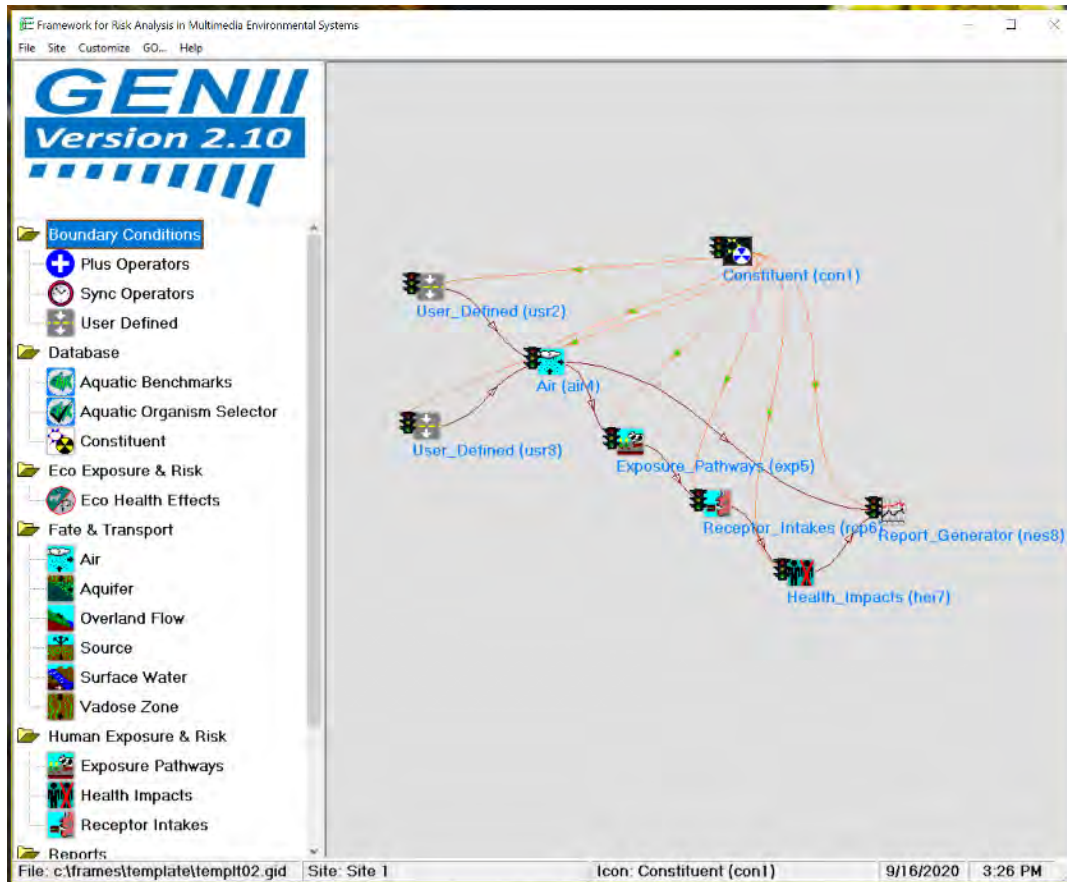 Framework for Risk Analysis in Multimedia Environmental Systems
File Site Customize GO... Help
GENII
Version 2.10
Boundary Conditions
Plus Operators
Sync Operators
User Defined
Database
Aquatic Benchmarks
Aquatic Organism Selector
Constituent
Eco Exposure & Risk
Eco Health Effects
Fate & Transport
Air
Aquifer
Overland Flow
Source
Surface Water
Vadose Zone
Human Exposure & Risk
Exposure Pathways
Health Impacts
Receptor Intakes
Reports
Constituent (con1)
User_Defined (usr2)
Air (air4)
User_Defined (usr3)
Exposure_Pathways (exp5)
Receptor_Intakes (rcp6)
Report_Generator (nes8)
Health_Impacts (hei7)
File: c:\frames\template\templt02.gid Site: Site 1 Icon: Constituent (con1) 9/16/2020 3:26 PM